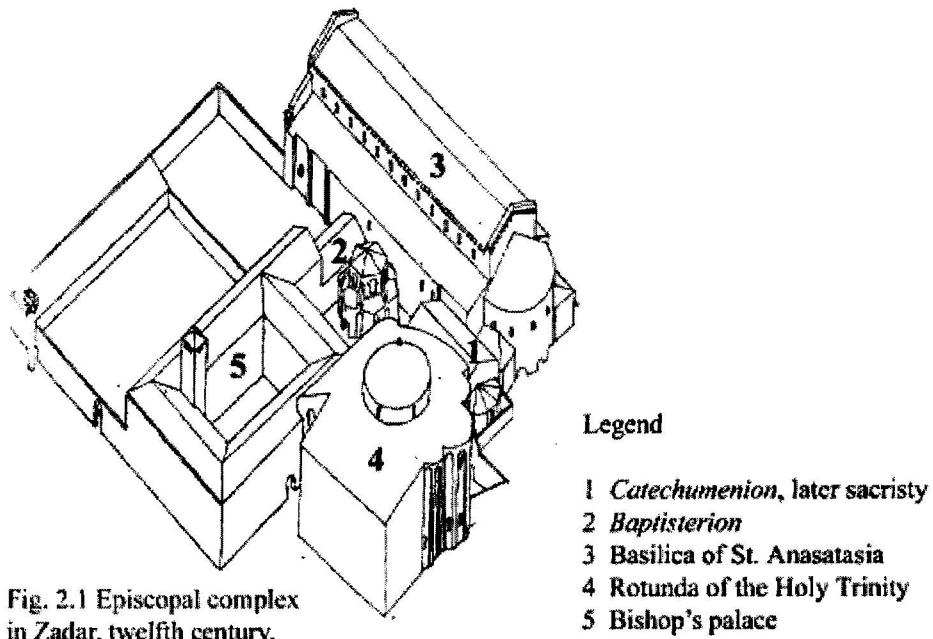 3
2
1
5
4
Legend
1 Catechumenion, later sacristy
2 Baptisterion
3 Basilica of St. Anasatasia
4 Rotunda of the Holy Trinity
5 Bishop's palace
Fig. 2.1 Episcopal complex
in Zadar, twelfth century.